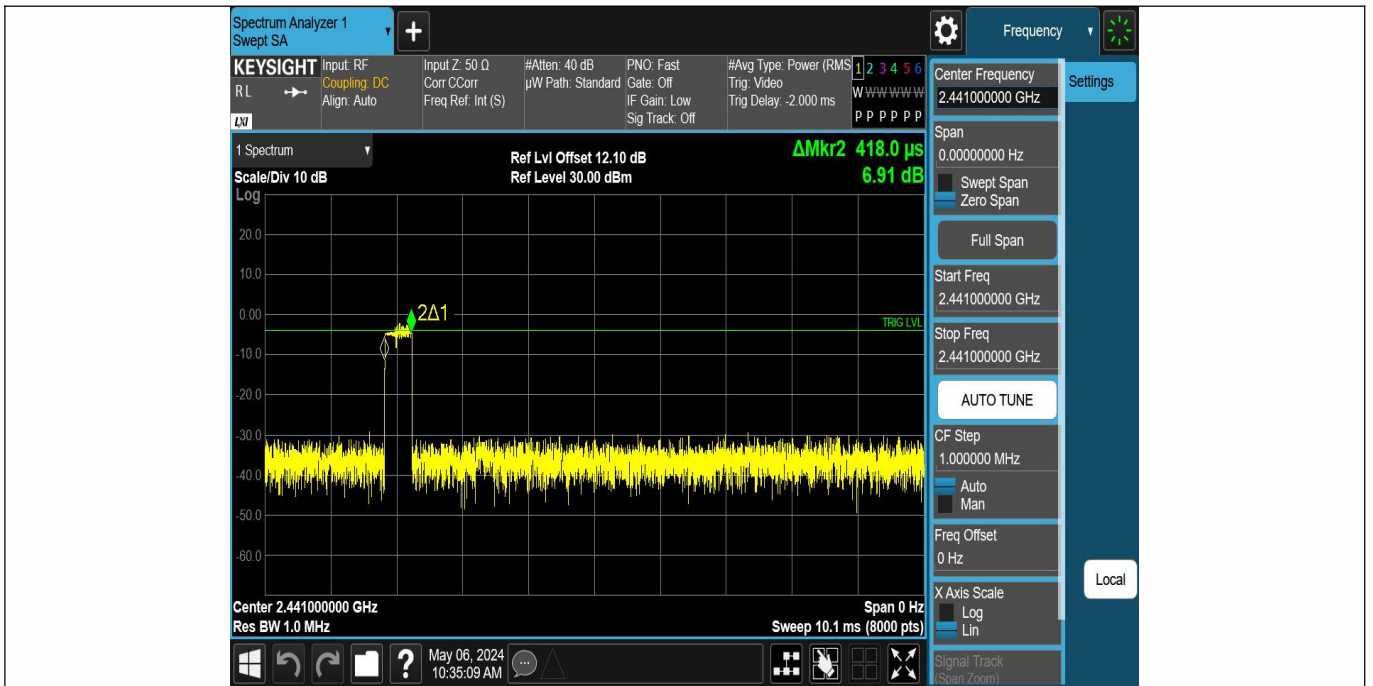 Spectrum Analyzer 1
Swept SA
+
Frequency
KEYSIGHT
RL
LXI
Input: RF
Coupling: DC
Align: Auto
Input Z: 50 Ω
Corr CCorr
Freq Ref: Int (S)
#Atten: 40 dB
µW Path: Standard
PNO: Fast
Gate: Off
IF Gain: Low
Sig Track: Off
#Avg Type: Power (RMS
Trig: Video
Trig Delay: -2.000 ms
1 2 3 4 5 6
W W W W W W
P P P P P P
1 Spectrum
Scale/Div 10 dB
Ref Lvl Offset 12.10 dB
Ref Level 30.00 dBm
ΔMkr2 418.0 µs
6.91 dB
Log
20.0
10.0
0.00
-10.0
-20.0
-30.0
-40.0
-50.0
-60.0
2Δ1
TRIG LVL
Center 2.441000000 GHz
Res BW 1.0 MHz
Span 0 Hz
Sweep 10.1 ms (8000 pts)
Center Frequency
2.441000000 GHz
Settings
Span
0.00000000 Hz
Swept Span
Zero Span
Full Span
Start Freq
2.441000000 GHz
Stop Freq
2.441000000 GHz
AUTO TUNE
CF Step
1.000000 MHz
Auto
Man
Freq Offset
0 Hz
X Axis Scale
Log
Lin
Local
Signal Track
(Span Zoom)
?
May 06, 2024
10:35:09 AM